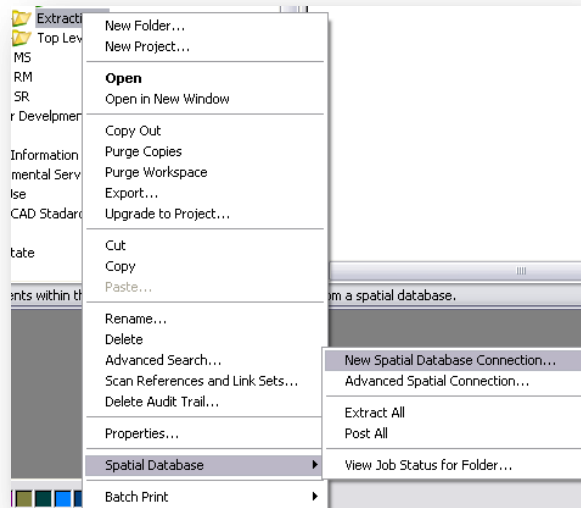 Extracti
Top Lev
MS
RM
SR
r Develpmen
Information
mental Serv
Use
CAD Stadard
tate
ents within th
om a spatial database.
New Folder...
New Project...
Open
Open in New Window
Copy Out
Purge Copies
Purge Workspace
Export...
Upgrade to Project...
Cut
Copy
Paste...
Rename...
Delete
Advanced Search...
Scan References and Link Sets...
Delete Audit Trail...
Properties...
Spatial Database
Batch Print
New Spatial Database Connection...
Advanced Spatial Connection...
Extract All
Post All
View Job Status for Folder...